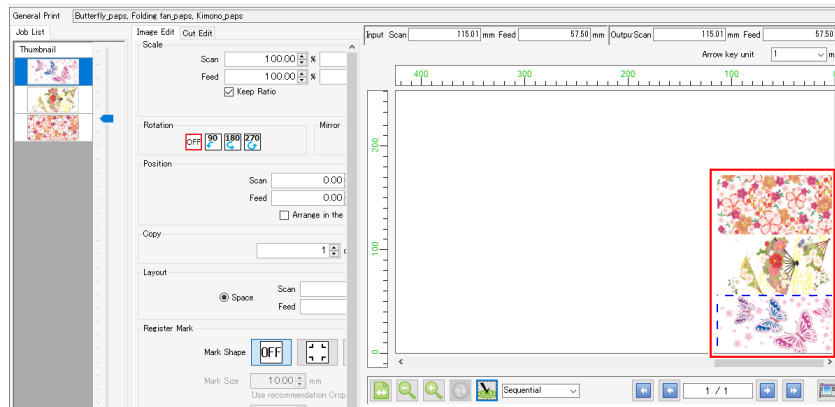 General Print Butterfly_p.eps, Folding fan_p.eps, Kimono_p.eps
Job List
Thumbnail
Image Edit Cut Edit
Scale
Scan 100.00 %
Feed 100.00 %
Keep Ratio
Rotation Mirror
OFF 90 180 270
Position
Scan 0.00
Feed 0.00
Arrange in the
Copy
1
Layout
Space
Scan
Feed
Register Mark
Mark Shape OFF
Mark Size 10.00 mm
Use recommendation Crop
Input Scan 115.01 mm Feed 57.50 mm Output Scan 115.01 mm Feed 57.50
Arrow key unit 1 m
400 300 200 100 0
200
100
0
Sequential 1 / 1